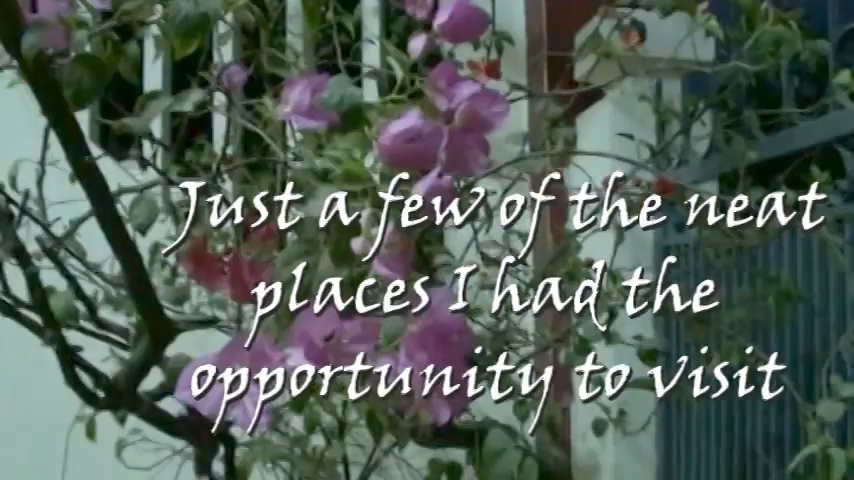 Just a few of the neat
places I had the
opportunity to visit